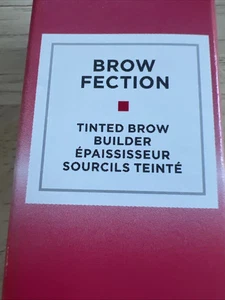 BROW
FECTION
TINTED BROW
BUILDER
ÉPAISSISSEUR
SOURCILS TEINTÉ